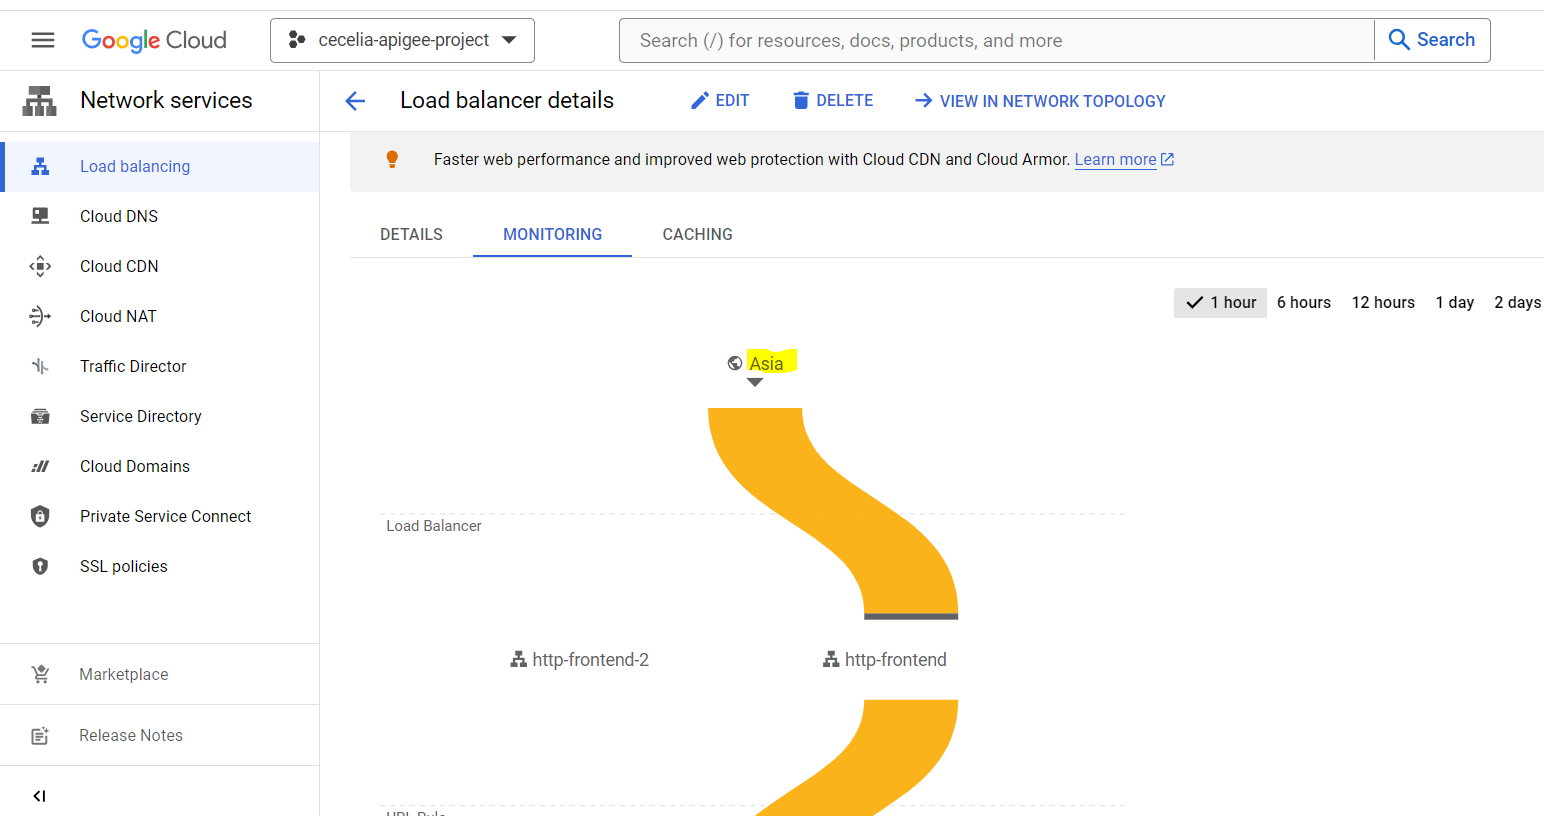 Google Cloud
cecelia-apigee-project
Search (/) for resources, docs, products, and more
Search
Network services
Load balancer details
EDIT
DELETE
VIEW IN NETWORK TOPOLOGY
Load balancing
Cloud DNS
Cloud CDN
Cloud NAT
Traffic Director
Service Directory
Cloud Domains
Private Service Connect
SSL policies
Marketplace
Release Notes
Faster web performance and improved web protection with Cloud CDN and Cloud Armor. Learn more
DETAILS
MONITORING
CACHING
1 hour
6 hours
12 hours
1 day
2 days
Asia
Load Balancer
http-frontend-2
http-frontend